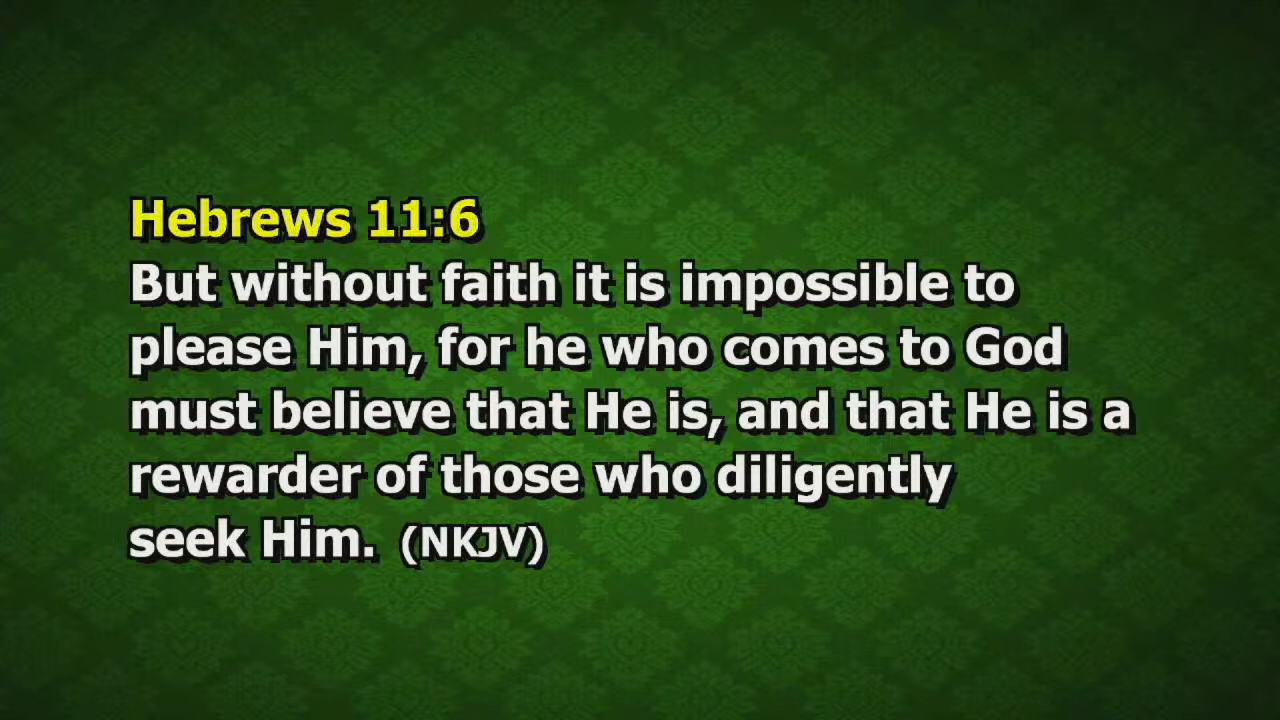 Hebrews 11:6
But without faith it is impossible to
please Him, for he who comes to God
must believe that He is, and that He is a
rewarder of those who diligently
seek Him. (NKJV)